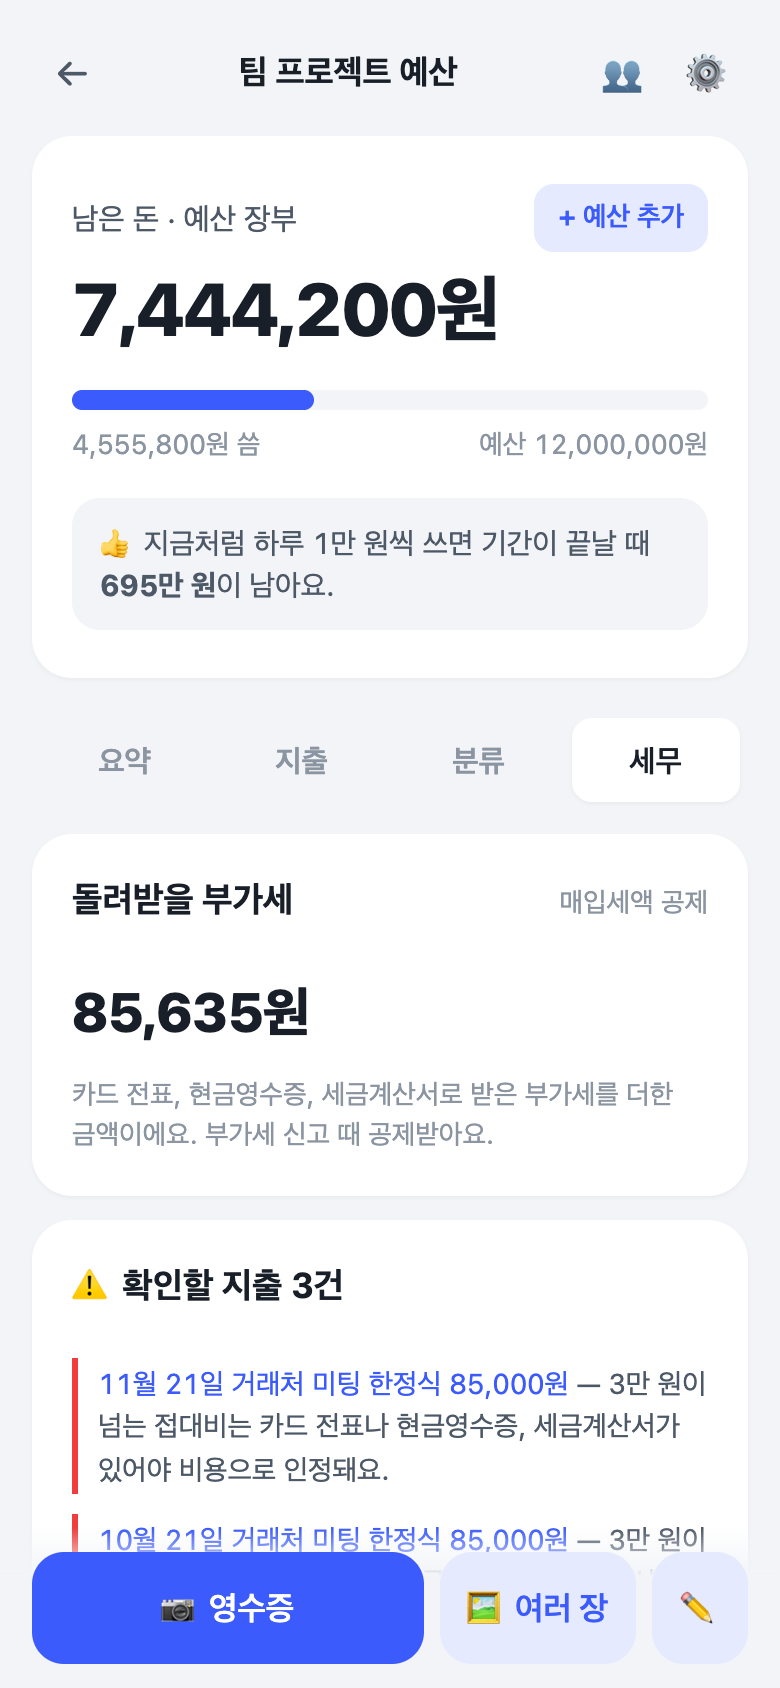 팀 프로젝트 예산
남은 돈 · 예산 장부
+ 예산 추가
7,444,200원
4,555,800원 씀
예산 12,000,000원
지금처럼 하루 1만 원씩 쓰면 기간이 끝날 때
695만 원이 남아요.
요약
지출
분류
세무
돌려받을 부가세
매입세액 공제
85,635원
카드 전표, 현금영수증, 세금계산서로 받은 부가세를 더한
금액이에요. 부가세 신고 때 공제받아요.
확인할 지출 3건
11월 21일 거래처 미팅 한정식 85,000원 — 3만 원이
넘는 접대비는 카드 전표나 현금영수증, 세금계산서가
있어야 비용으로 인정돼요.
10월 21일 거래처 미팅 한정식 85,000원 — 3만 원이
영수증
여러 장